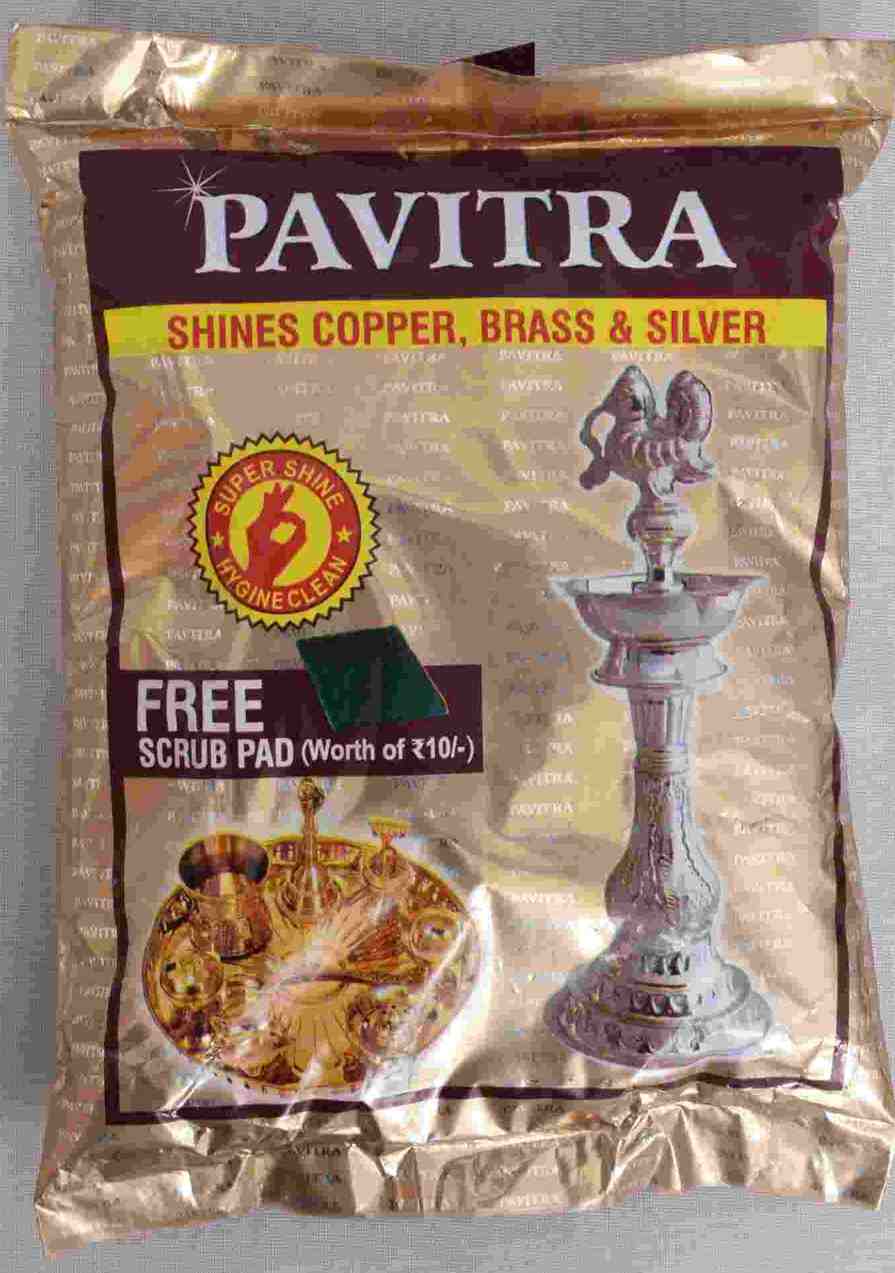 PAVITRA
SHINES COPPER, BRASS & SILVER
SUPER SHINE
HYGINE CLEAN
FREE
SCRUB PAD (Worth of ₹10/-)